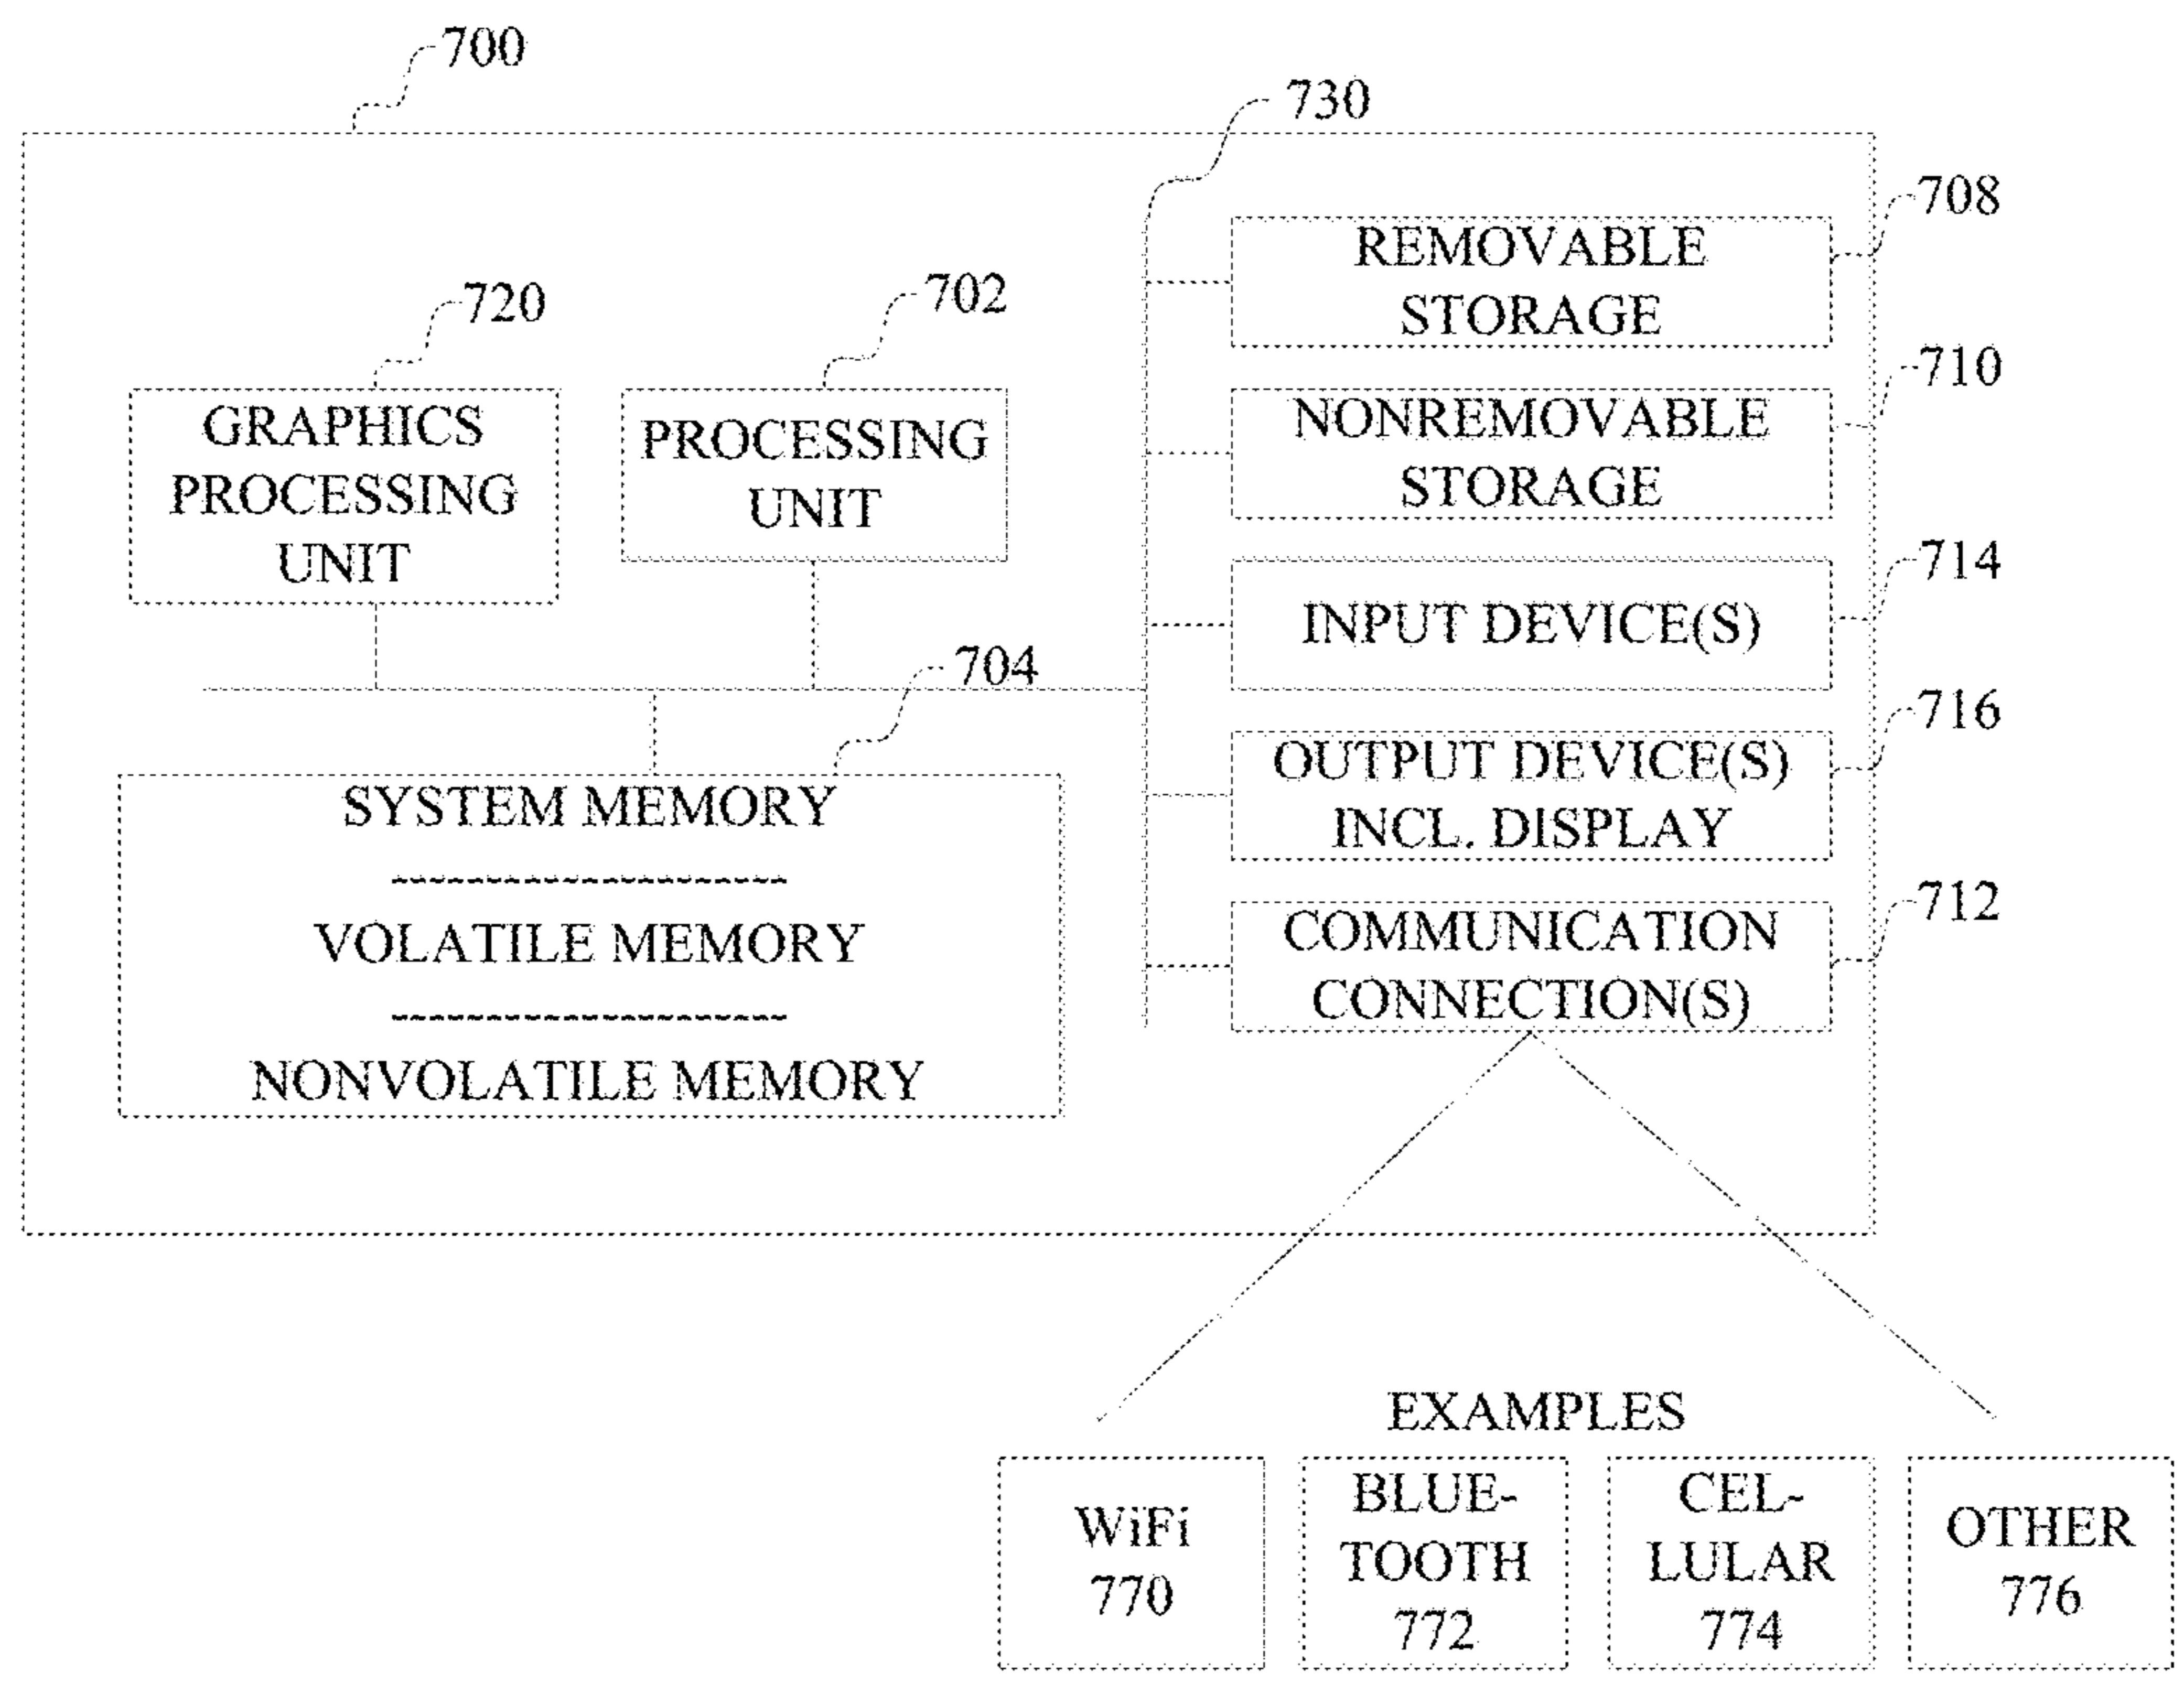 700
730
708
REMOVABLE
STORAGE
720
702
710
GRAPHICS
PROCESSING
UNIT
PROCESSING
UNIT
NONREMOVABLE
STORAGE
714
INPUT DEVICE(S)
704
716
SYSTEM MEMORY
VOLATILE MEMORY
NONVOLATILE MEMORY
OUTPUT DEVICE(S)
INCL. DISPLAY
712
COMMUNICATION
CONNECTION(S)
EXAMPLES
WiFi
770
BLUE-
TOOTH
772
CEL-
LULAR
774
OTHER
776